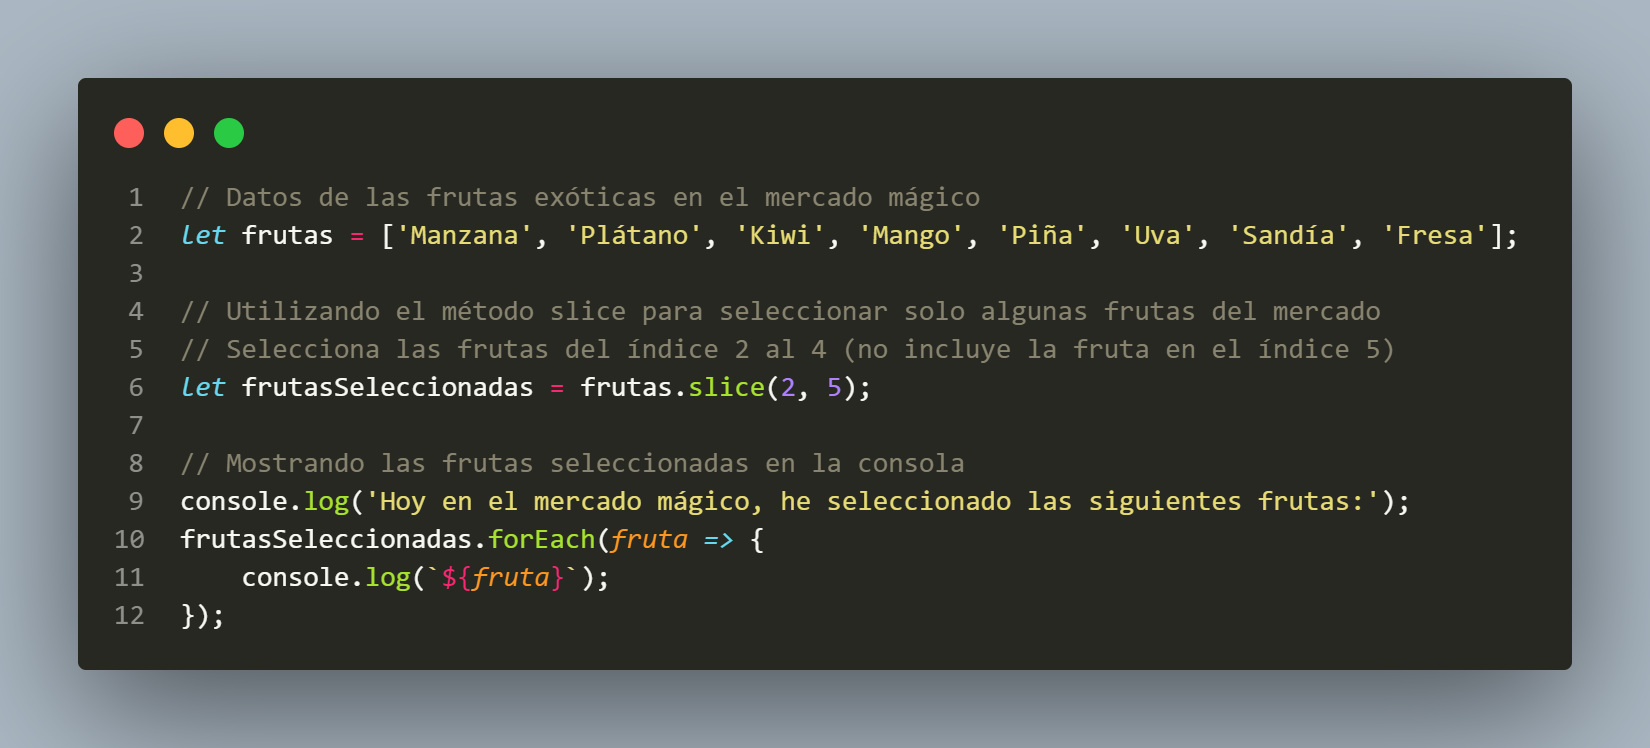 1 // Datos de las frutas exóticas en el mercado mágico
2 let frutas = ['Manzana', 'Plátano', 'Kiwi', 'Mango', 'Piña', 'Uva', 'Sandía', 'Fresa'];
3
4 // Utilizando el método slice para seleccionar solo algunas frutas del mercado
5 // Selecciona las frutas del índice 2 al 4 (no incluye la fruta en el índice 5)
6 let frutasSeleccionadas = frutas.slice(2, 5);
7
8 // Mostrando las frutas seleccionadas en la consola
9 console.log('Hoy en el mercado mágico, he seleccionado las siguientes frutas:');
10 frutasSeleccionadas.forEach(fruta => {
11     console.log(`${fruta}`);
12 });